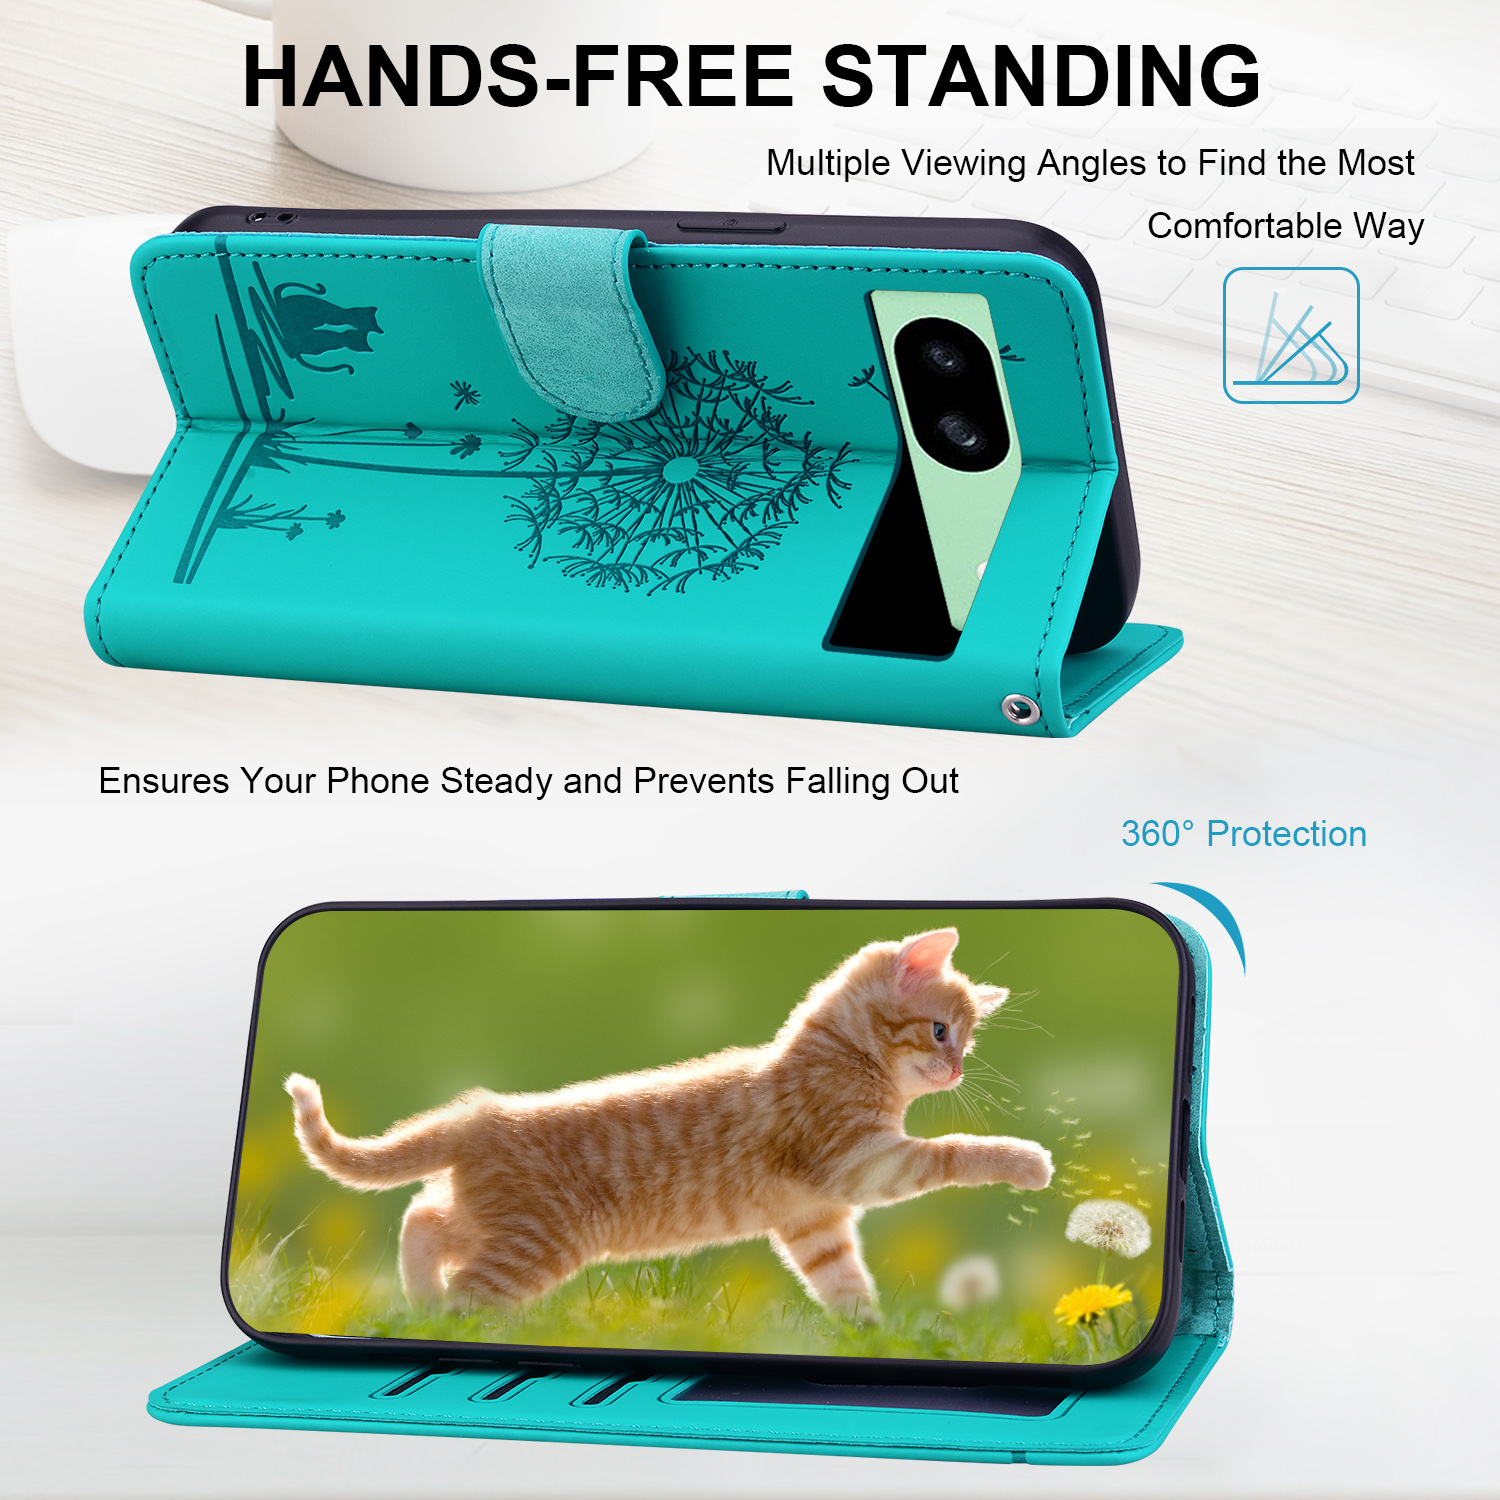 HANDS-FREE STANDING
Multiple Viewing Angles to Find the Most
Comfortable Way
Ensures Your Phone Steady and Prevents Falling Out
360° Protection